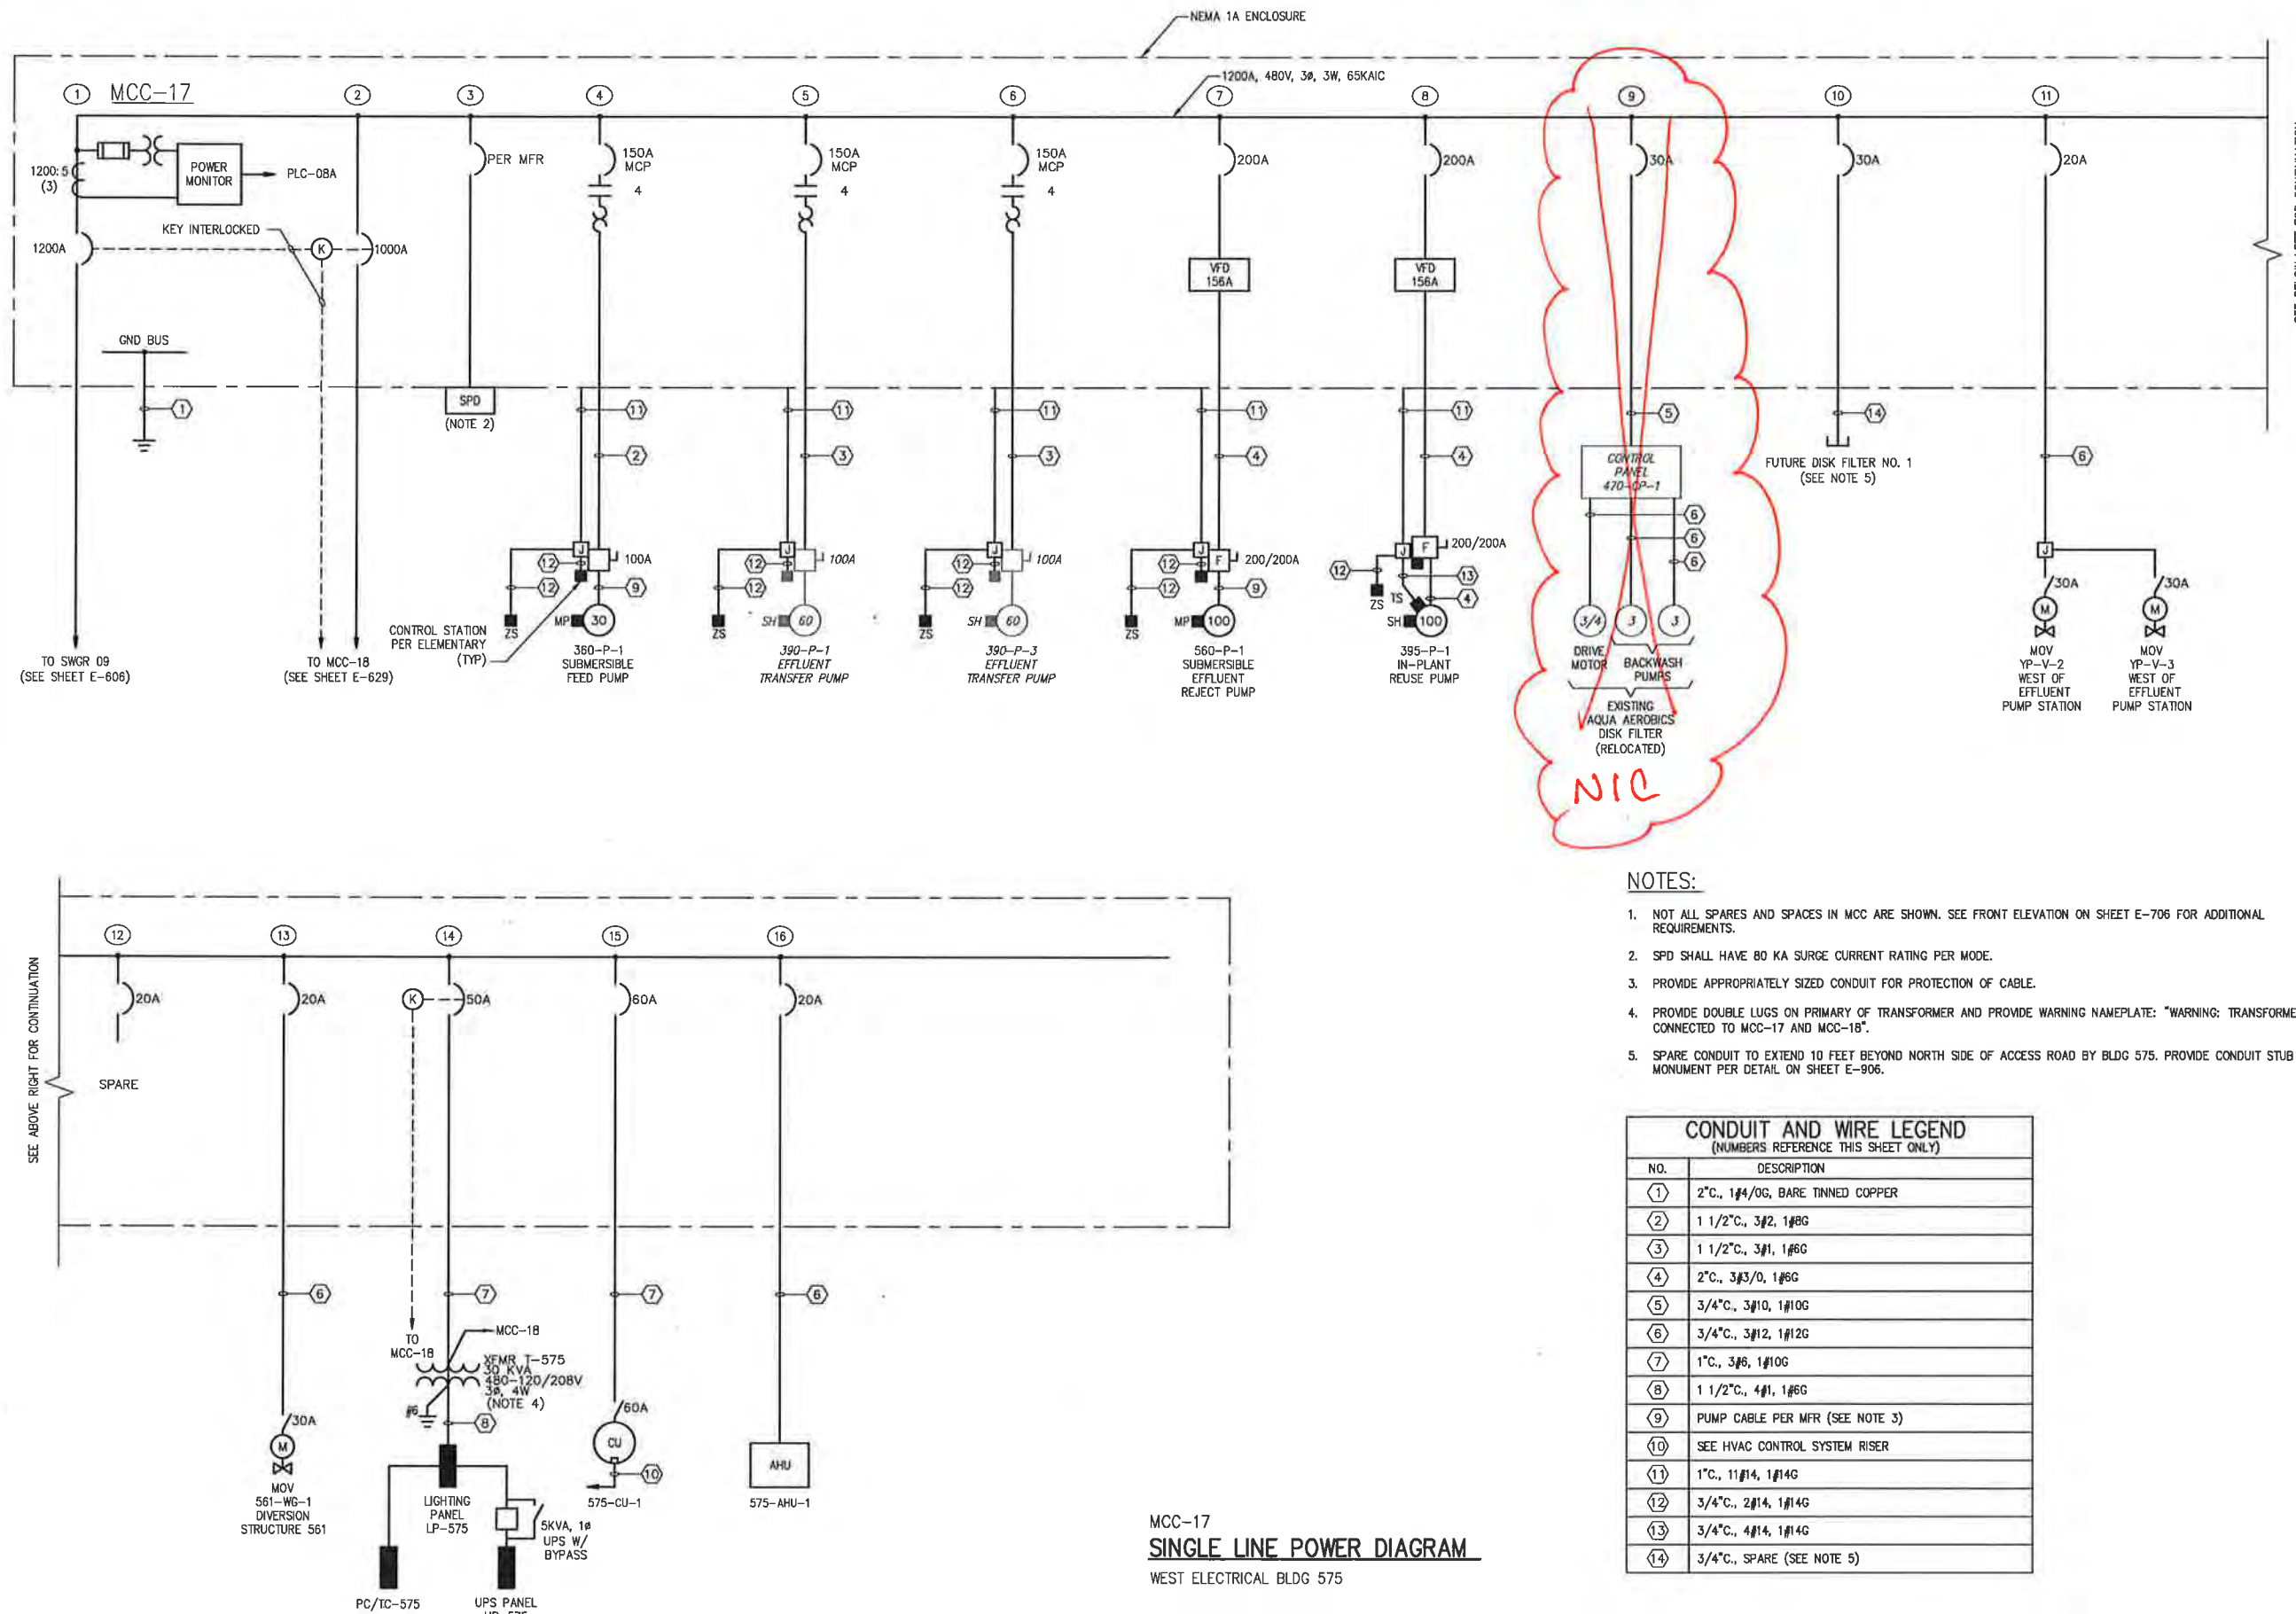 NEMA 1A ENCLOSURE
1200A, 480V, 3ø, 3W, 65KAIC
1 MCC-17
2
3
4
5
6
7
8
9
10
11
1200:5
(3)
POWER
MONITOR
PLC-08A
KEY INTERLOCKED
1200A
K
1000A
GND BUS
1
TO SWGR 09
(SEE SHEET E-606)
TO MCC-18
(SEE SHEET E-629)
PER MFR
SPD
(NOTE 2)
CONTROL STATION
PER ELEMENTARY
(TYP)
150A
MCP
4
11
2
J
100A
12
12
9
ZS
MP
30
360-P-1
SUBMERSIBLE
FEED PUMP
150A
MCP
4
11
3
J
100A
12
12
ZS
SH
60
390-P-1
EFFLUENT
TRANSFER PUMP
150A
MCP
4
11
3
J
100A
12
12
ZS
SH
60
390-P-3
EFFLUENT
TRANSFER PUMP
200A
VFD
156A
11
4
J
F
200/200A
12
12
9
ZS
MP
100
560-P-1
SUBMERSIBLE
EFFLUENT
REJECT PUMP
200A
VFD
156A
11
4
J
F
200/200A
12
13
4
ZS
TS
SH
100
395-P-1
IN-PLANT
REUSE PUMP
30A
5
CONTROL
PANEL
470-CP-1
6
6
6
3/4
3
3
DRIVE
MOTOR
BACKWASH
PUMPS
EXISTING
AQUA AEROBICS
DISK FILTER
(RELOCATED)
NIC
30A
14
FUTURE DISK FILTER NO. 1
(SEE NOTE 5)
20A
6
J
30A
M
MOV
YP-V-2
WEST OF
EFFLUENT
PUMP STATION
30A
M
MOV
YP-V-3
WEST OF
EFFLUENT
PUMP STATION
SEE ABOVE RIGHT FOR CONTINUATION
12
13
14
15
16
20A
SPARE
20A
6
30A
M
MOV
561-WG-1
DIVERSION
STRUCTURE 561
K
50A
7
TO
MCC-18
MCC-18
XFMR T-575
30 KVA
480-120/208V
3ø, 4W
(NOTE 4)
#6
8
LIGHTING
PANEL
LP-575
PC/TC-575
5KVA, 1ø
UPS W/
BYPASS
UPS PANEL
60A
7
60A
CU
10
575-CU-1
20A
6
AHU
575-AHU-1
MCC-17
SINGLE LINE POWER DIAGRAM
WEST ELECTRICAL BLDG 575
NOTES:
1. NOT ALL SPARES AND SPACES IN MCC ARE SHOWN. SEE FRONT ELEVATION ON SHEET E-706 FOR ADDITIONAL
REQUIREMENTS.
2. SPD SHALL HAVE 80 KA SURGE CURRENT RATING PER MODE.
3. PROVIDE APPROPRIATELY SIZED CONDUIT FOR PROTECTION OF CABLE.
4. PROVIDE DOUBLE LUGS ON PRIMARY OF TRANSFORMER AND PROVIDE WARNING NAMEPLATE: "WARNING: TRANSFORME
CONNECTED TO MCC-17 AND MCC-18".
5. SPARE CONDUIT TO EXTEND 10 FEET BEYOND NORTH SIDE OF ACCESS ROAD BY BLDG 575. PROVIDE CONDUIT STUB
MONUMENT PER DETAIL ON SHEET E-906.
CONDUIT AND WIRE LEGEND
(NUMBERS REFERENCE THIS SHEET ONLY)
NO. DESCRIPTION
1 2"C., 1#4/0G, BARE TINNED COPPER
2 1 1/2"C., 3#2, 1#8G
3 1 1/2"C., 3#1, 1#6G
4 2"C., 3#3/0, 1#6G
5 3/4"C., 3#10, 1#10G
6 3/4"C., 3#12, 1#12G
7 1"C., 3#6, 1#10G
8 1 1/2"C., 4#1, 1#6G
9 PUMP CABLE PER MFR (SEE NOTE 3)
10 SEE HVAC CONTROL SYSTEM RISER
11 1"C., 11#14, 1#14G
12 3/4"C., 2#14, 1#14G
13 3/4"C., 4#14, 1#14G
14 3/4"C., SPARE (SEE NOTE 5)